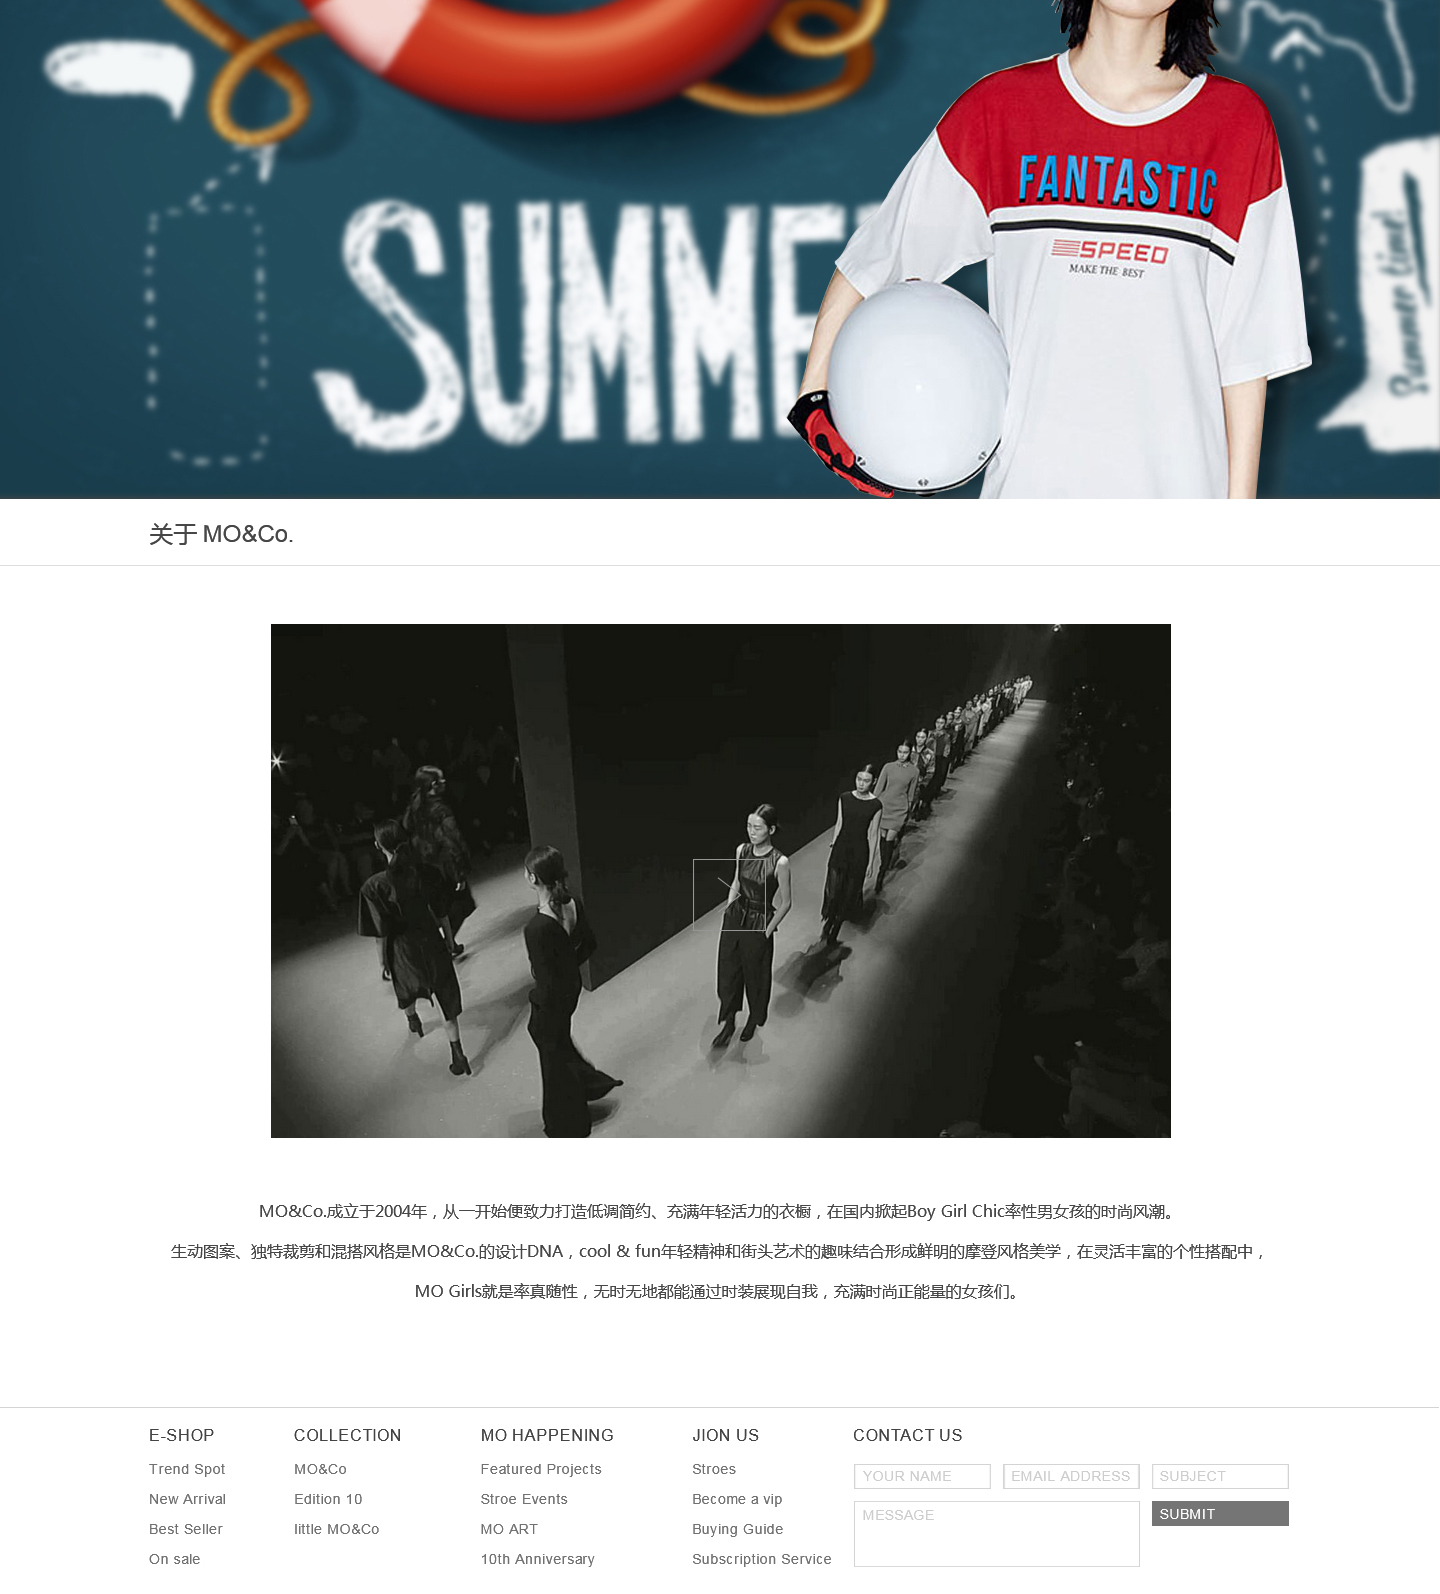 SUMME
FANTASTIC
SPEED
MAKE THE BEST
Summer time!
关于 MO&Co.
MO&Co.成立于2004年，从一开始便致力打造低调简约、充满年轻活力的衣橱，在国内掀起Boy Girl Chic率性男女孩的时尚风潮。
生动图案、独特裁剪和混搭风格是MO&Co.的设计DNA，cool & fun年轻精神和街头艺术的趣味结合形成鲜明的摩登风格美学，在灵活丰富的个性搭配中，
MO Girls就是率真随性，无时无地都能通过时装展现自我，充满时尚正能量的女孩们。
E-SHOP
Trend Spot
New Arrival
Best Seller
On sale
COLLECTION
MO&Co
Edition 10
little MO&Co
MO HAPPENING
Featured Projects
Stroe Events
MO ART
10th Anniversary
JION US
Stroes
Become a vip
Buying Guide
Subscription Service
CONTACT US
YOUR NAME
EMAIL ADDRESS
SUBJECT
MESSAGE
SUBMIT